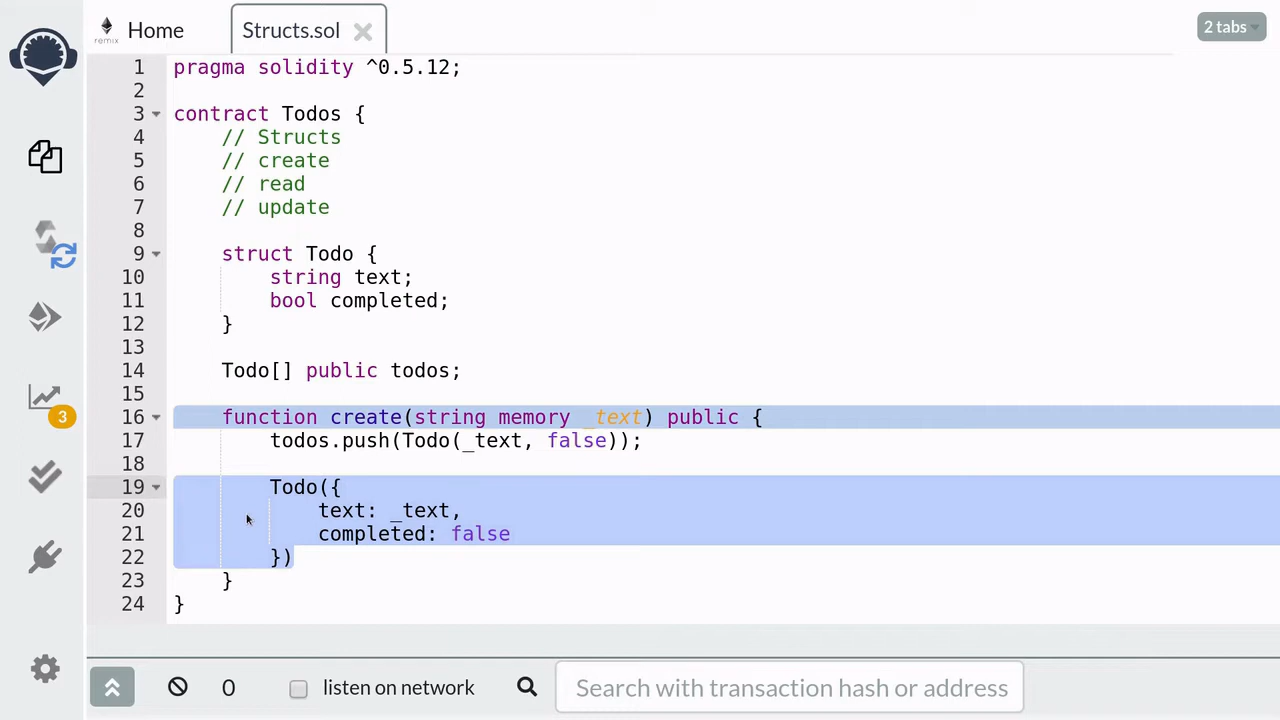 remix
Home
Structs.sol
2 tabs
1 pragma solidity ^0.5.12;
2
3 contract Todos {
4     // Structs
5     // create
6     // read
7     // update
8
9     struct Todo {
10         string text;
11         bool completed;
12     }
13
14     Todo[] public todos;
15
16     function create(string memory _text) public {
17         todos.push(Todo(_text, false));
18
19         Todo({
20             text: _text,
21             completed: false
22         })
23     }
24 }
3
0
listen on network
Search with transaction hash or address